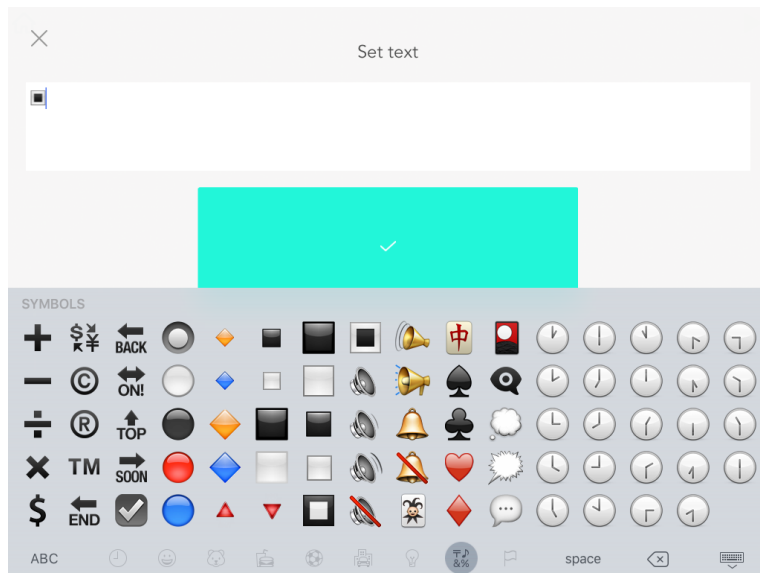 Set text
SYMBOLS
BACK
ON!
TOP
TM SOON
$ END
中
© ®
ABC space